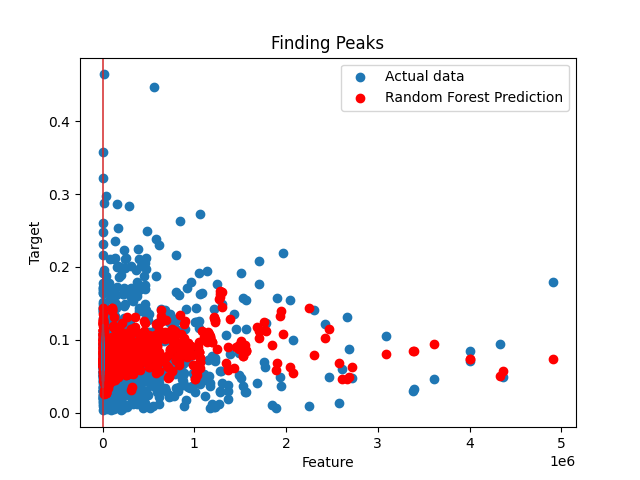 Finding Peaks
Actual data
Random Forest Prediction
Target
0.4
0.3
0.2
0.1
0.0
0
1
2
3
4
5
1e6
Feature